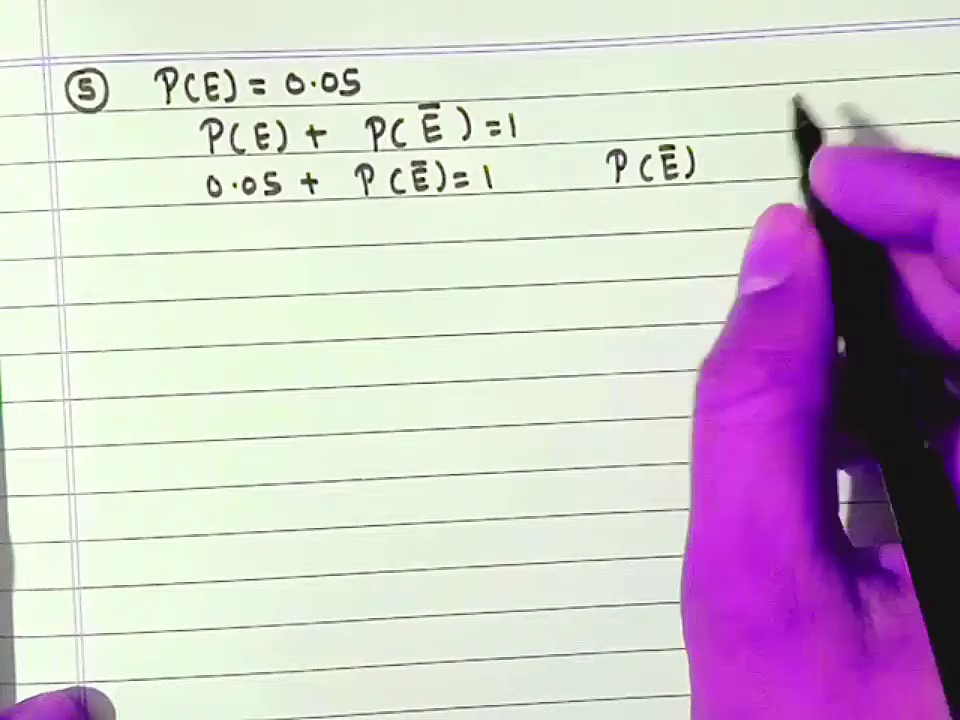 ⑤ P(E) = 0.05
P(E) + P(Ē) = 1
0.05 + P(Ē) = 1 P(Ē)